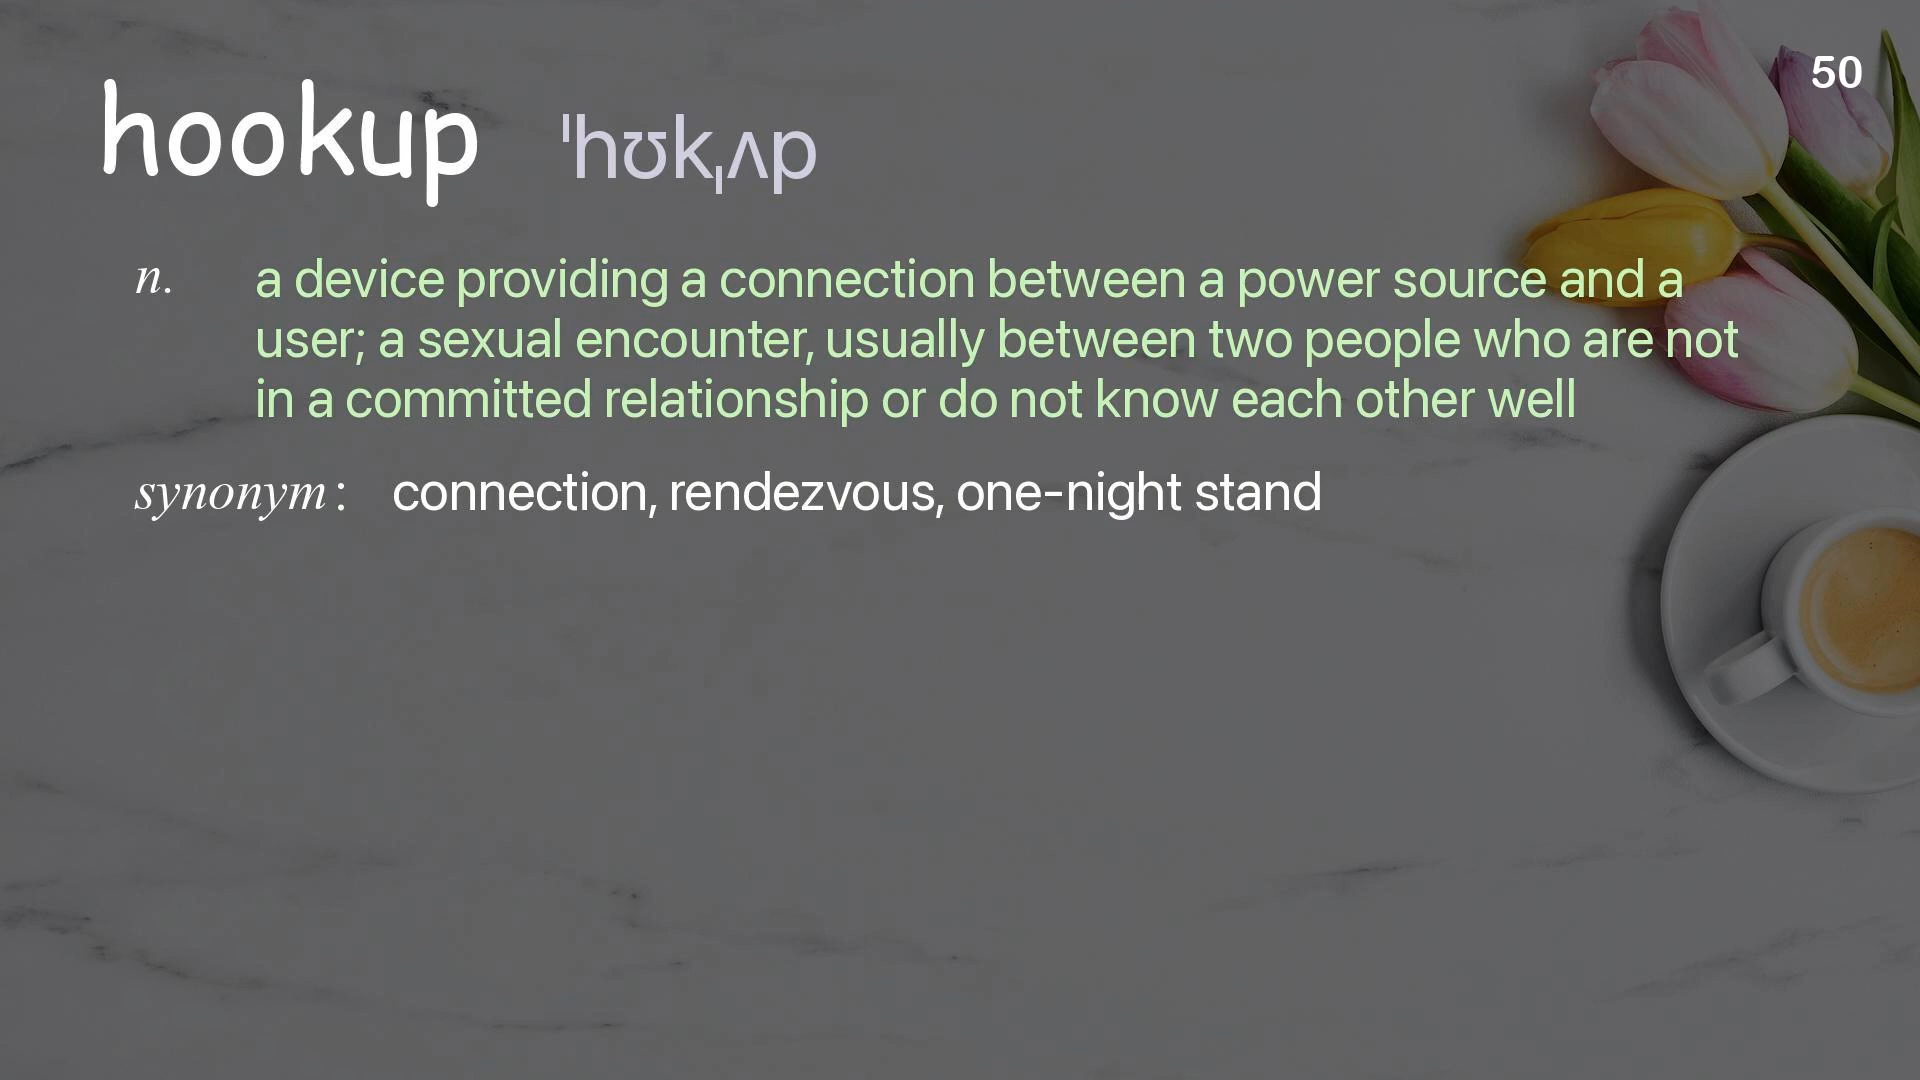 50
hookup ˈhʊkˌʌp
n. a device providing a connection between a power source and a
user; a sexual encounter, usually between two people who are not
in a committed relationship or do not know each other well
synonym: connection, rendezvous, one-night stand